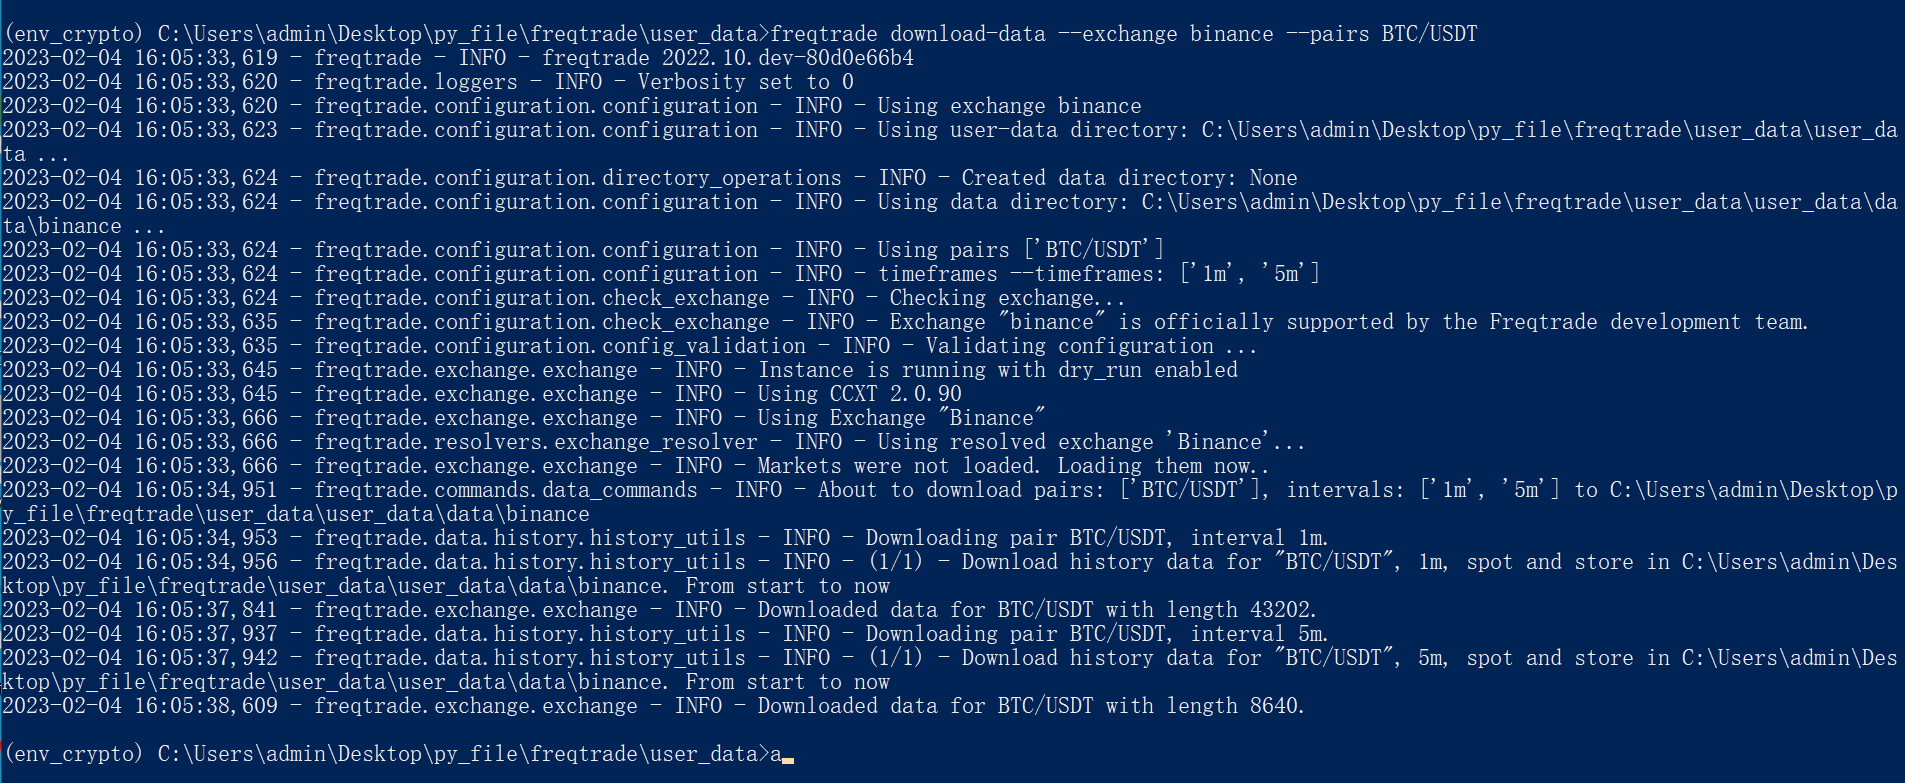 (env_crypto) C:\Users\admin\Desktop\py_file\freqtrade\user_data>freqtrade download-data --exchange binance --pairs BTC/USDT
2023-02-04 16:05:33,619 - freqtrade - INFO - freqtrade 2022.10.dev-80d0e66b4
2023-02-04 16:05:33,620 - freqtrade.loggers - INFO - Verbosity set to 0
2023-02-04 16:05:33,620 - freqtrade.configuration.configuration - INFO - Using exchange binance
2023-02-04 16:05:33,623 - freqtrade.configuration.configuration - INFO - Using user-data directory: C:\Users\admin\Desktop\py_file\freqtrade\user_data\user_da
ta ...
2023-02-04 16:05:33,624 - freqtrade.configuration.directory_operations - INFO - Created data directory: None
2023-02-04 16:05:33,624 - freqtrade.configuration.configuration - INFO - Using data directory: C:\Users\admin\Desktop\py_file\freqtrade\user_data\user_data\da
ta\binance ...
2023-02-04 16:05:33,624 - freqtrade.configuration.configuration - INFO - Using pairs ['BTC/USDT']
2023-02-04 16:05:33,624 - freqtrade.configuration.configuration - INFO - timeframes --timeframes: ['1m', '5m']
2023-02-04 16:05:33,624 - freqtrade.configuration.check_exchange - INFO - Checking exchange...
2023-02-04 16:05:33,635 - freqtrade.configuration.check_exchange - INFO - Exchange "binance" is officially supported by the Freqtrade development team.
2023-02-04 16:05:33,635 - freqtrade.configuration.config_validation - INFO - Validating configuration ...
2023-02-04 16:05:33,645 - freqtrade.exchange.exchange - INFO - Instance is running with dry_run enabled
2023-02-04 16:05:33,645 - freqtrade.exchange.exchange - INFO - Using CCXT 2.0.90
2023-02-04 16:05:33,666 - freqtrade.exchange.exchange - INFO - Using Exchange "Binance"
2023-02-04 16:05:33,666 - freqtrade.resolvers.exchange_resolver - INFO - Using resolved exchange 'Binance'...
2023-02-04 16:05:33,666 - freqtrade.exchange.exchange - INFO - Markets were not loaded. Loading them now..
2023-02-04 16:05:34,951 - freqtrade.commands.data_commands - INFO - About to download pairs: ['BTC/USDT'], intervals: ['1m', '5m'] to C:\Users\admin\Desktop\p
y_file\freqtrade\user_data\user_data\data\binance
2023-02-04 16:05:34,953 - freqtrade.data.history.history_utils - INFO - Downloading pair BTC/USDT, interval 1m.
2023-02-04 16:05:34,956 - freqtrade.data.history.history_utils - INFO - (1/1) - Download history data for "BTC/USDT", 1m, spot and store in C:\Users\admin\Des
ktop\py_file\freqtrade\user_data\user_data\data\binance. From start to now
2023-02-04 16:05:37,841 - freqtrade.exchange.exchange - INFO - Downloaded data for BTC/USDT with length 43202.
2023-02-04 16:05:37,937 - freqtrade.data.history.history_utils - INFO - Downloading pair BTC/USDT, interval 5m.
2023-02-04 16:05:37,942 - freqtrade.data.history.history_utils - INFO - (1/1) - Download history data for "BTC/USDT", 5m, spot and store in C:\Users\admin\Des
ktop\py_file\freqtrade\user_data\user_data\data\binance. From start to now
2023-02-04 16:05:38,609 - freqtrade.exchange.exchange - INFO - Downloaded data for BTC/USDT with length 8640.
(env_crypto) C:\Users\admin\Desktop\py_file\freqtrade\user_data>a